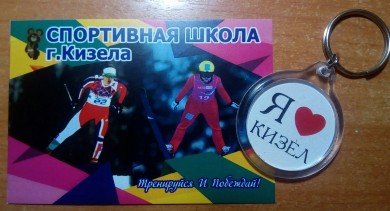 СПОРТИВНАЯ ШКОЛА
г.Кизела
Тренируйся И Побеждай!
Я
КИЗЕЛ